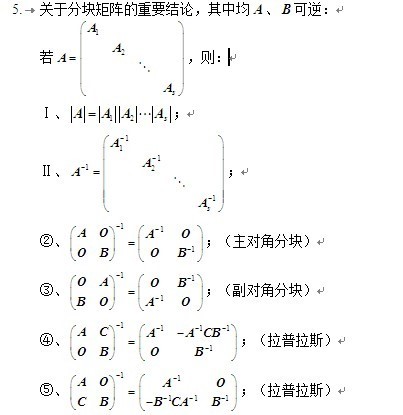 5.→关于分块矩阵的重要结论，其中均 A、B 可逆：
若 A = \begin{pmatrix} A_1 & & & \\ & A_2 & & \\ & & \ddots & \\ & & & A_s \end{pmatrix}，则：
Ⅰ、|A| = |A_1||A_2|\cdots|A_s|；
Ⅱ、A^{-1} = \begin{pmatrix} A_1^{-1} & & & \\ & A_2^{-1} & & \\ & & \ddots & \\ & & & A_s^{-1} \end{pmatrix}；
②、\begin{pmatrix} A & O \\ O & B \end{pmatrix}^{-1} = \begin{pmatrix} A^{-1} & O \\ O & B^{-1} \end{pmatrix}；（主对角分块）
③、\begin{pmatrix} O & A \\ B & O \end{pmatrix}^{-1} = \begin{pmatrix} O & B^{-1} \\ A^{-1} & O \end{pmatrix}；（副对角分块）
④、\begin{pmatrix} A & C \\ O & B \end{pmatrix}^{-1} = \begin{pmatrix} A^{-1} & -A^{-1}CB^{-1} \\ O & B^{-1} \end{pmatrix}；（拉普拉斯）
⑤、\begin{pmatrix} A & O \\ C & B \end{pmatrix}^{-1} = \begin{pmatrix} A^{-1} & O \\ -B^{-1}CA^{-1} & B^{-1} \end{pmatrix}；（拉普拉斯）